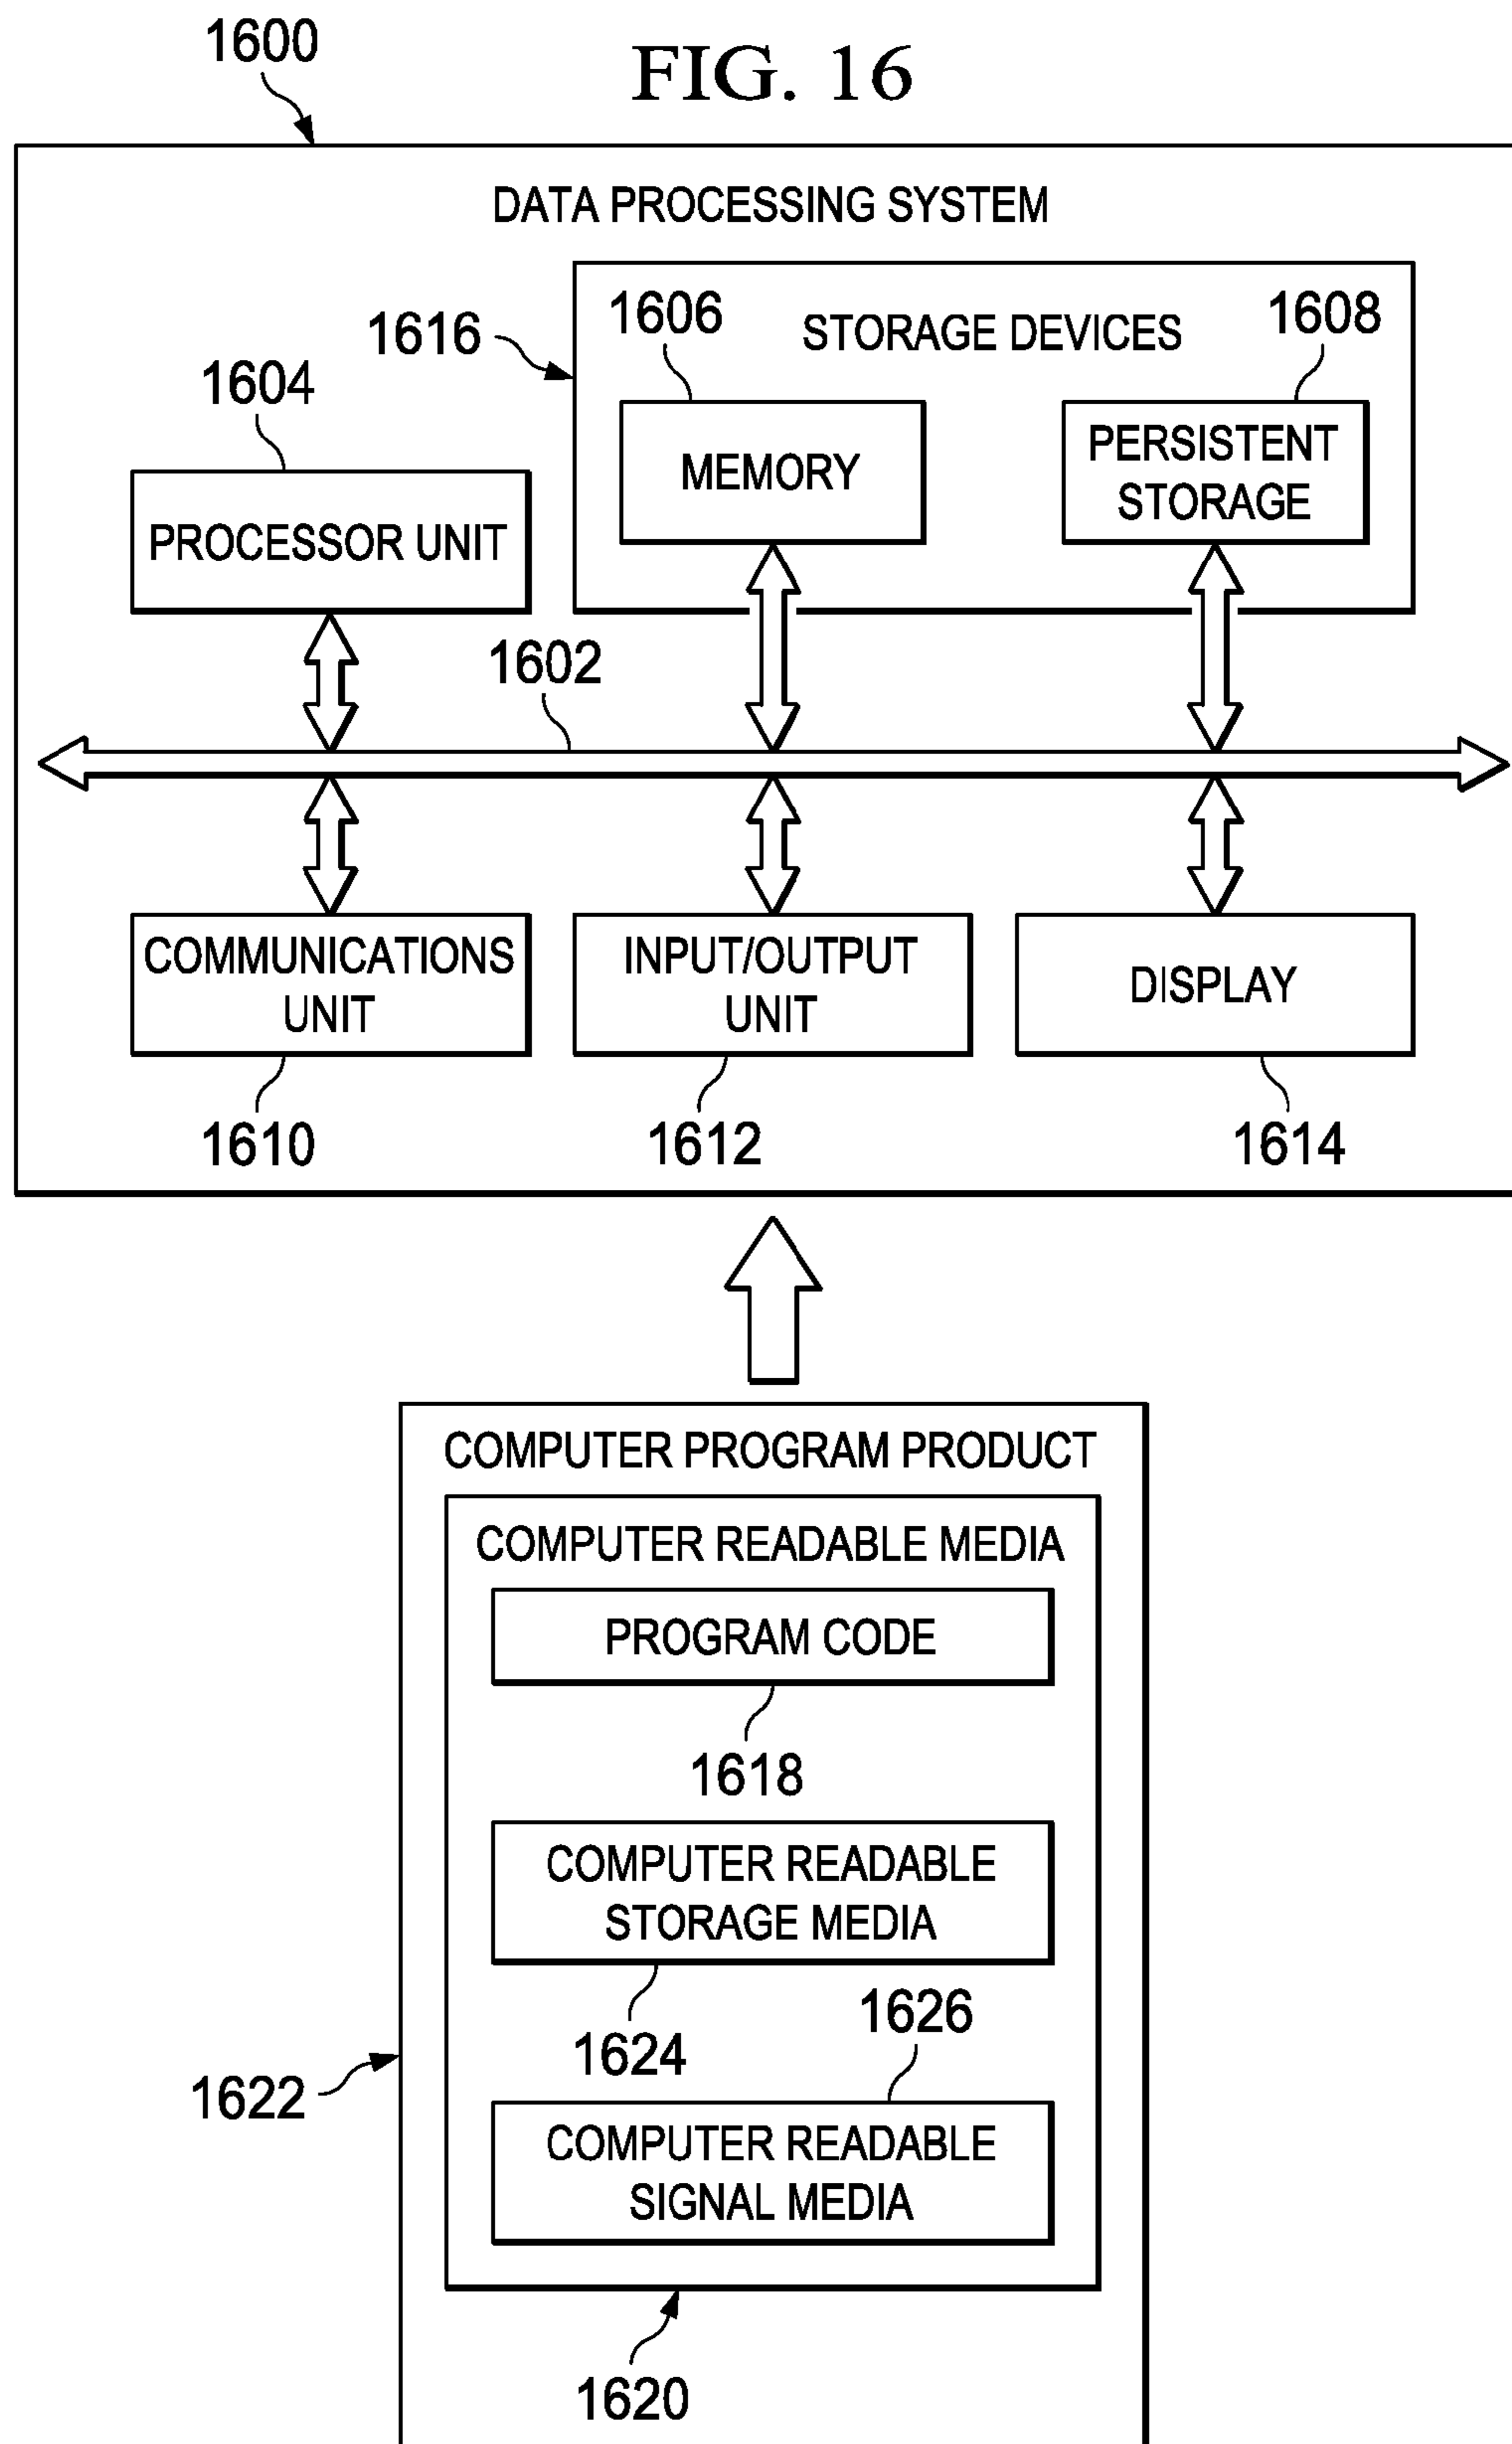 1600
FIG. 16
DATA PROCESSING SYSTEM
1616
1606
STORAGE DEVICES
1608
1604
MEMORY
PERSISTENT
STORAGE
PROCESSOR UNIT
1602
COMMUNICATIONS
UNIT
INPUT/OUTPUT
UNIT
DISPLAY
1610
1612
1614
COMPUTER PROGRAM PRODUCT
COMPUTER READABLE MEDIA
PROGRAM CODE
1618
COMPUTER READABLE
STORAGE MEDIA
1624
1626
1622
COMPUTER READABLE
SIGNAL MEDIA
1620